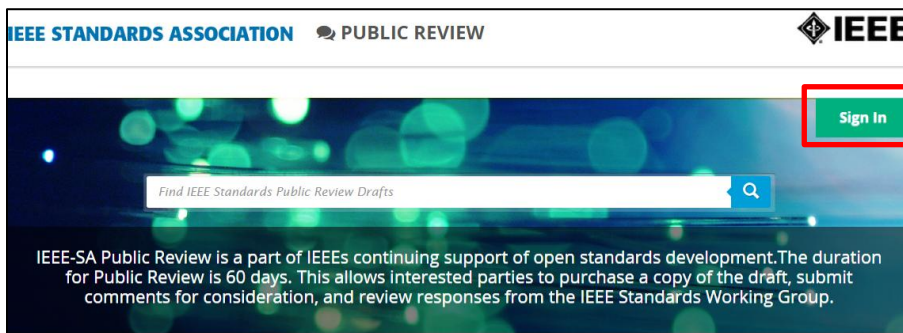 IEEE STANDARDS ASSOCIATION PUBLIC REVIEW
IEEE
Sign In
Find IEEE Standards Public Review Drafts
IEEE-SA Public Review is a part of IEEEs continuing support of open standards development.The duration
for Public Review is 60 days. This allows interested parties to purchase a copy of the draft, submit
comments for consideration, and review responses from the IEEE Standards Working Group.